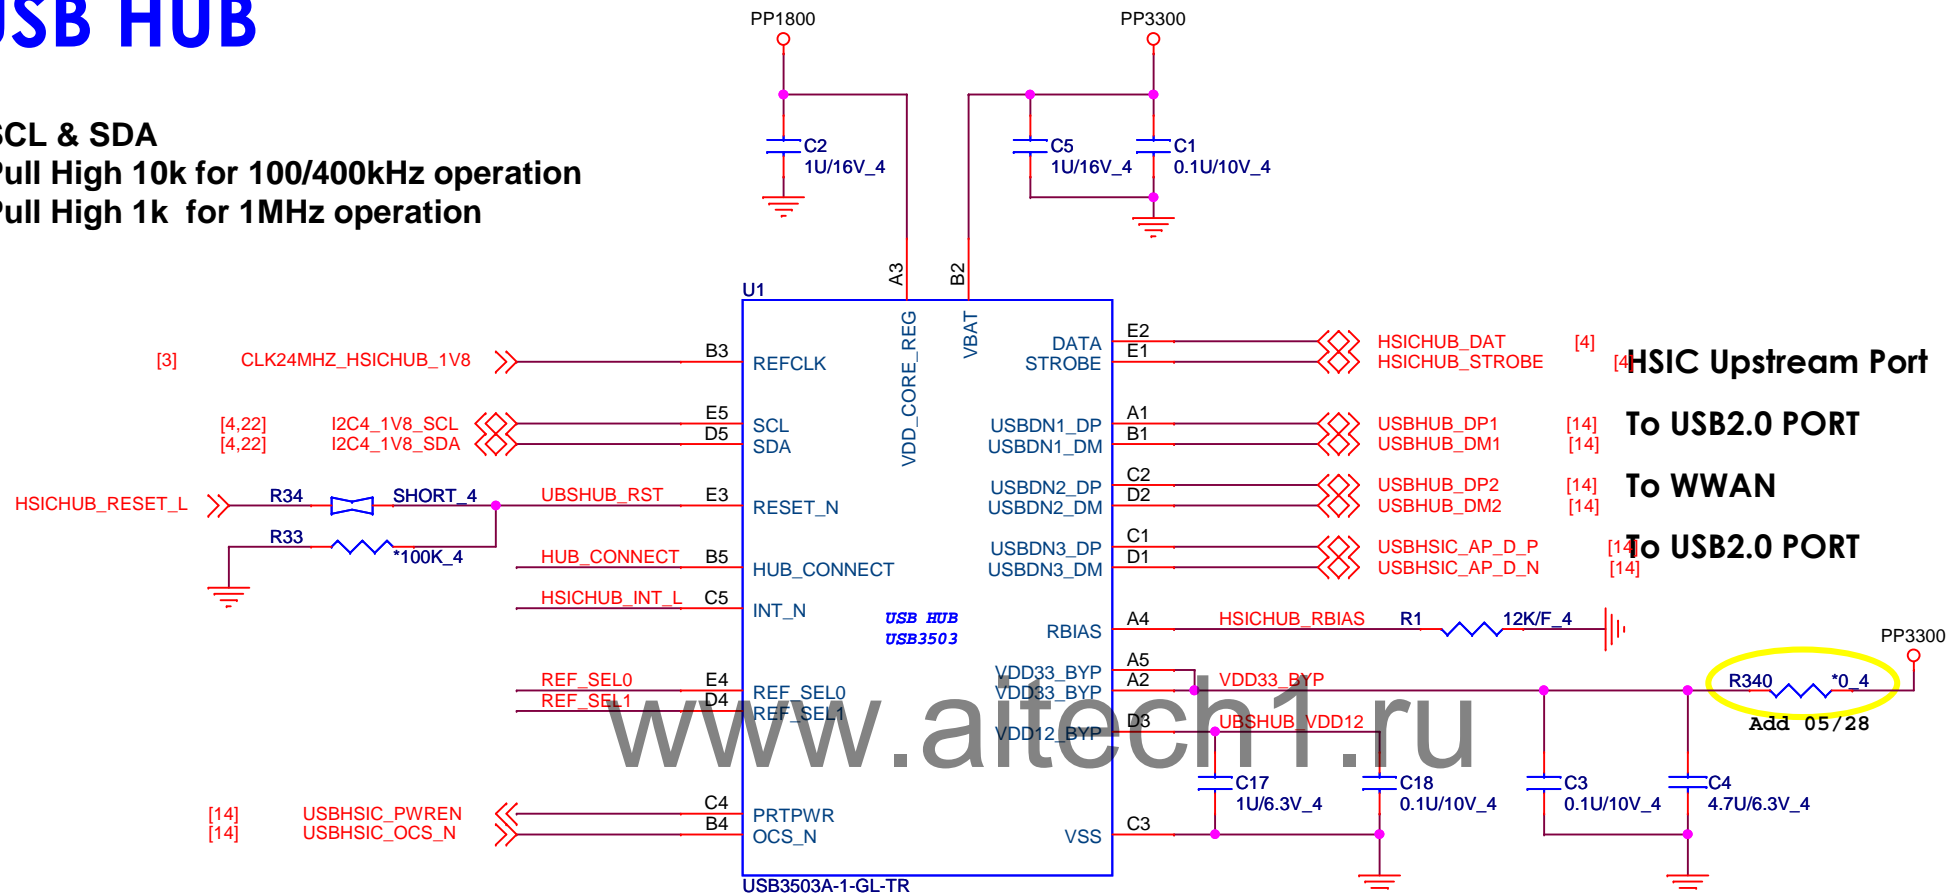 USB HUB
PP1800
PP3300
SCL & SDA
Pull High 10k for 100/400kHz operation
Pull High 1k for 1MHz operation
C2
1U/16V_4
C5
1U/16V_4
C1
0.1U/10V_4
A3
B2
U1
VDD_CORE_REG
VBAT
[3] CLK24MHZ_HSICHUB_1V8 B3 REFCLK
[4,22] I2C4_1V8_SCL E5 SCL
[4,22] I2C4_1V8_SDA D5 SDA
HSICHUB_RESET_L R34 SHORT_4 UBSHUB_RST E3 RESET_N
R33 *100K_4
HUB_CONNECT B5 HUB_CONNECT
HSICHUB_INT_L C5 INT_N
USB HUB
USB3503
REF_SEL0 E4 REF_SEL0
REF_SEL1 D4 REF_SEL1
[14] USBHSIC_PWREN C4 PRTPWR
[14] USBHSIC_OCS_N B4 OCS_N
USB3503A-1-GL-TR
DATA E2 HSICHUB_DAT [4]
STROBE E1 HSICHUB_STROBE [4]
HSIC Upstream Port
USBDN1_DP A1 USBHUB_DP1 [14]
USBDN1_DM B1 USBHUB_DM1 [14]
To USB2.0 PORT
USBDN2_DP C2 USBHUB_DP2 [14]
USBDN2_DM D2 USBHUB_DM2 [14]
To WWAN
USBDN3_DP C1 USBHSIC_AP_D_P [14]
USBDN3_DM D1 USBHSIC_AP_D_N [14]
To USB2.0 PORT
RBIAS A4 HSICHUB_RBIAS R1 12K/F_4
PP3300
VDD33_BYP A5
VDD33_BYP A2 VDD33_BYP R340 *0_4
Add 05/28
VDD12_BYP D3 UBSHUB_VDD12
C17
1U/6.3V_4
C18
0.1U/10V_4
C3
0.1U/10V_4
C4
4.7U/6.3V_4
VSS C3
www.aitech1.ru